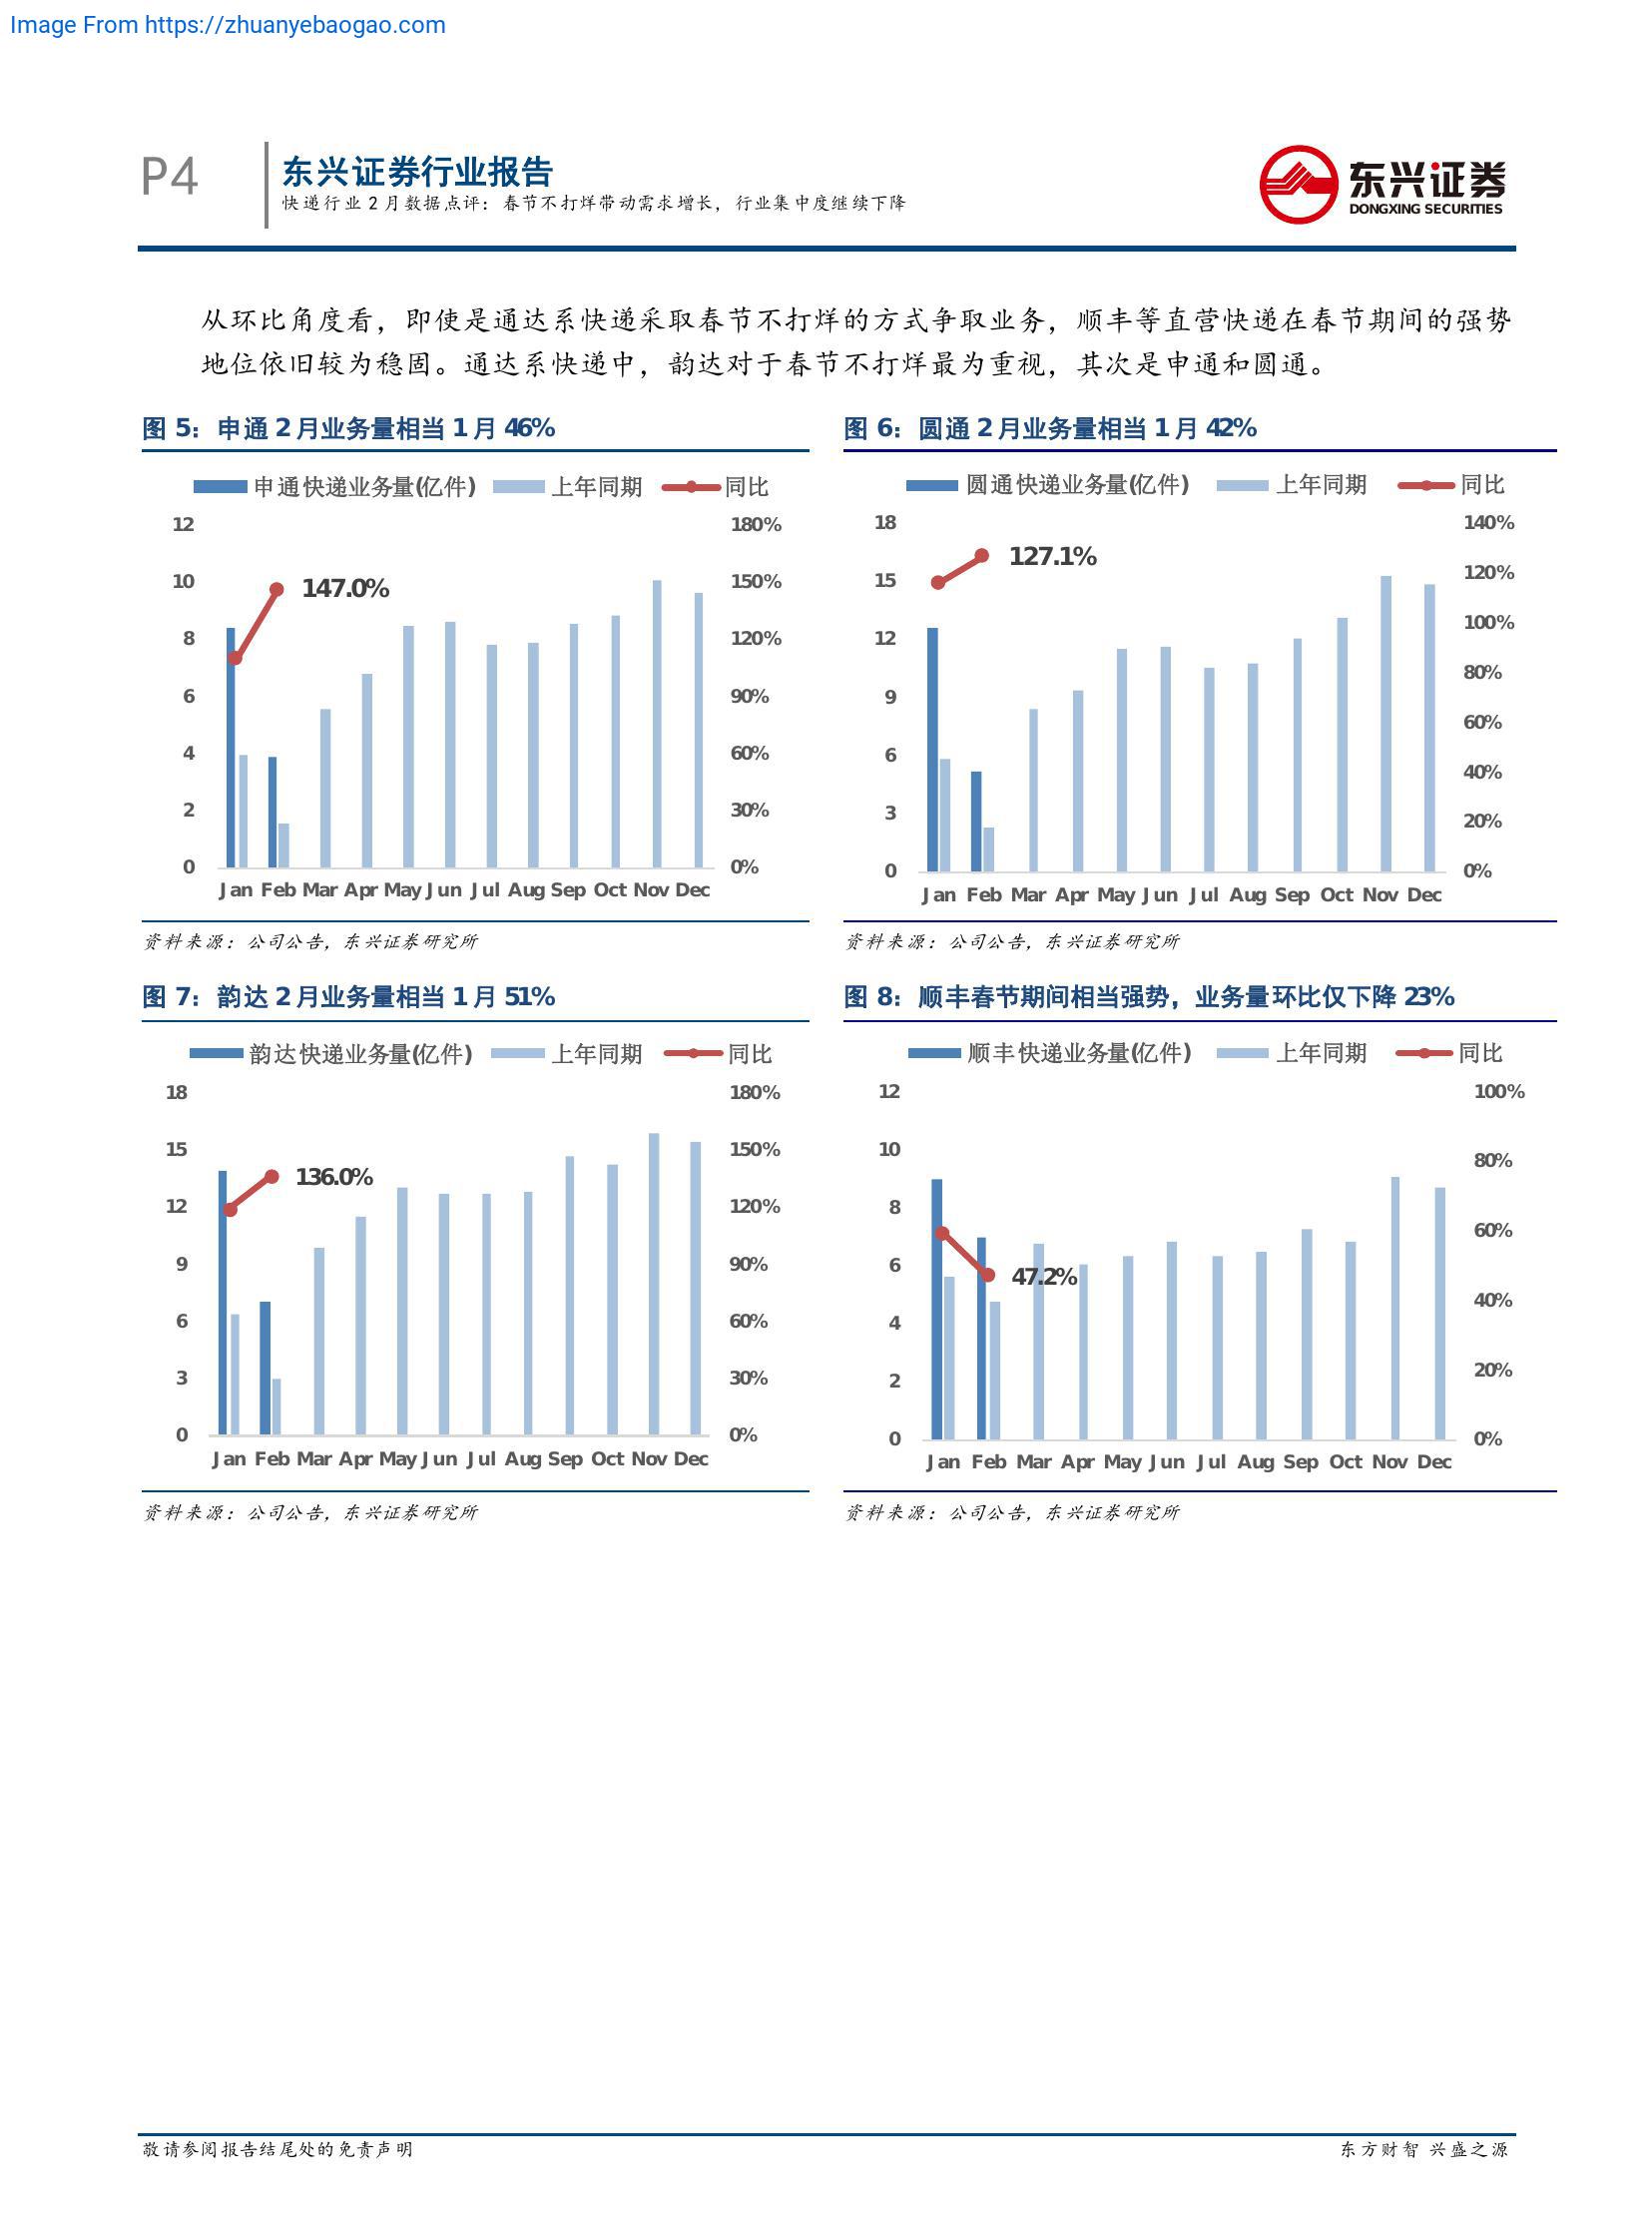 Image From https://zhuanyebaogao.com
P4
东兴证券行业报告
快递行业 2 月数据点评：春节不打烊带动需求增长，行业集中度继续下降
东兴证券
DONGXING SECURITIES
从环比角度看，即使是通达系快递采取春节不打烊的方式争取业务，顺丰等直营快递在春节期间的强势
地位依旧较为稳固。通达系快递中，韵达对于春节不打烊最为重视，其次是申通和圆通。
图 5：申通 2 月业务量相当 1 月 46%
申通快递业务量(亿件) 上年同期 同比
12 180%
10 150%
8 120%
6 90%
4 60%
2 30%
0 0%
147.0%
Jan Feb Mar Apr May Jun Jul Aug Sep Oct Nov Dec
资料来源：公司公告，东兴证券研究所
图 6：圆通 2 月业务量相当 1 月 42%
圆通快递业务量(亿件) 上年同期 同比
18
15
12
9
6
3
0
140%
120%
100%
80%
60%
40%
20%
0%
127.1%
Jan Feb Mar Apr May Jun Jul Aug Sep Oct Nov Dec
资料来源：公司公告，东兴证券研究所
图 7：韵达 2 月业务量相当 1 月 51%
韵达快递业务量(亿件) 上年同期 同比
18 180%
15 150%
12 120%
9 90%
6 60%
3 30%
0 0%
136.0%
Jan Feb Mar Apr May Jun Jul Aug Sep Oct Nov Dec
资料来源：公司公告，东兴证券研究所
图 8：顺丰春节期间相当强势，业务量环比仅下降 23%
顺丰快递业务量(亿件) 上年同期 同比
12
10
8
6
4
2
0
100%
80%
60%
40%
20%
0%
47.2%
Jan Feb Mar Apr May Jun Jul Aug Sep Oct Nov Dec
资料来源：公司公告，东兴证券研究所
敬请参阅报告结尾处的免责声明
东方财智 兴盛之源